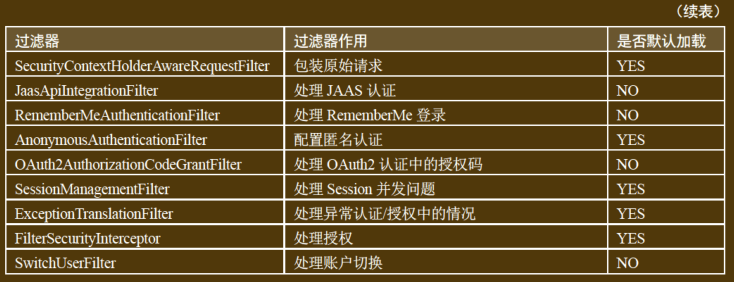 （续表）
过滤器 过滤器作用 是否默认加载
SecurityContextHolderAwareRequestFilter 包装原始请求 YES
JaasApiIntegrationFilter 处理 JAAS 认证 NO
RememberMeAuthenticationFilter 处理 RememberMe 登录 NO
AnonymousAuthenticationFilter 配置匿名认证 YES
OAuth2AuthorizationCodeGrantFilter 处理 OAuth2 认证中的授权码 NO
SessionManagementFilter 处理 Session 并发问题 YES
ExceptionTranslationFilter 处理异常认证/授权中的情况 YES
FilterSecurityInterceptor 处理授权 YES
SwitchUserFilter 处理账户切换 NO